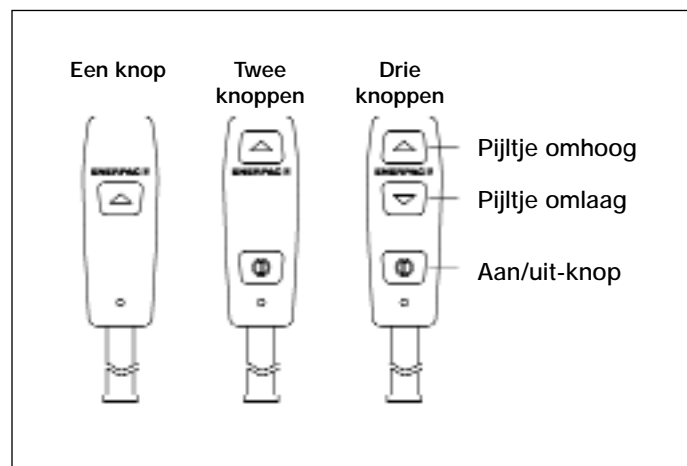 Een knop
Twee
knoppen
Drie
knoppen
ENERPAC
ENERPAC
ENERPAC
Pijltje omhoog
Pijltje omlaag
Aan/uit-knop